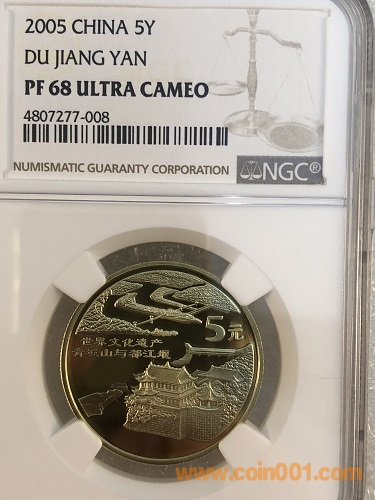 2005 CHINA 5Y
DU JIANG YAN
PF 68 ULTRA CAMEO
4807277-008
NUMISMATIC GUARANTY CORPORATION
NGC®
5元
世界文化遗产
青城山与都江堰
www.coin001.com